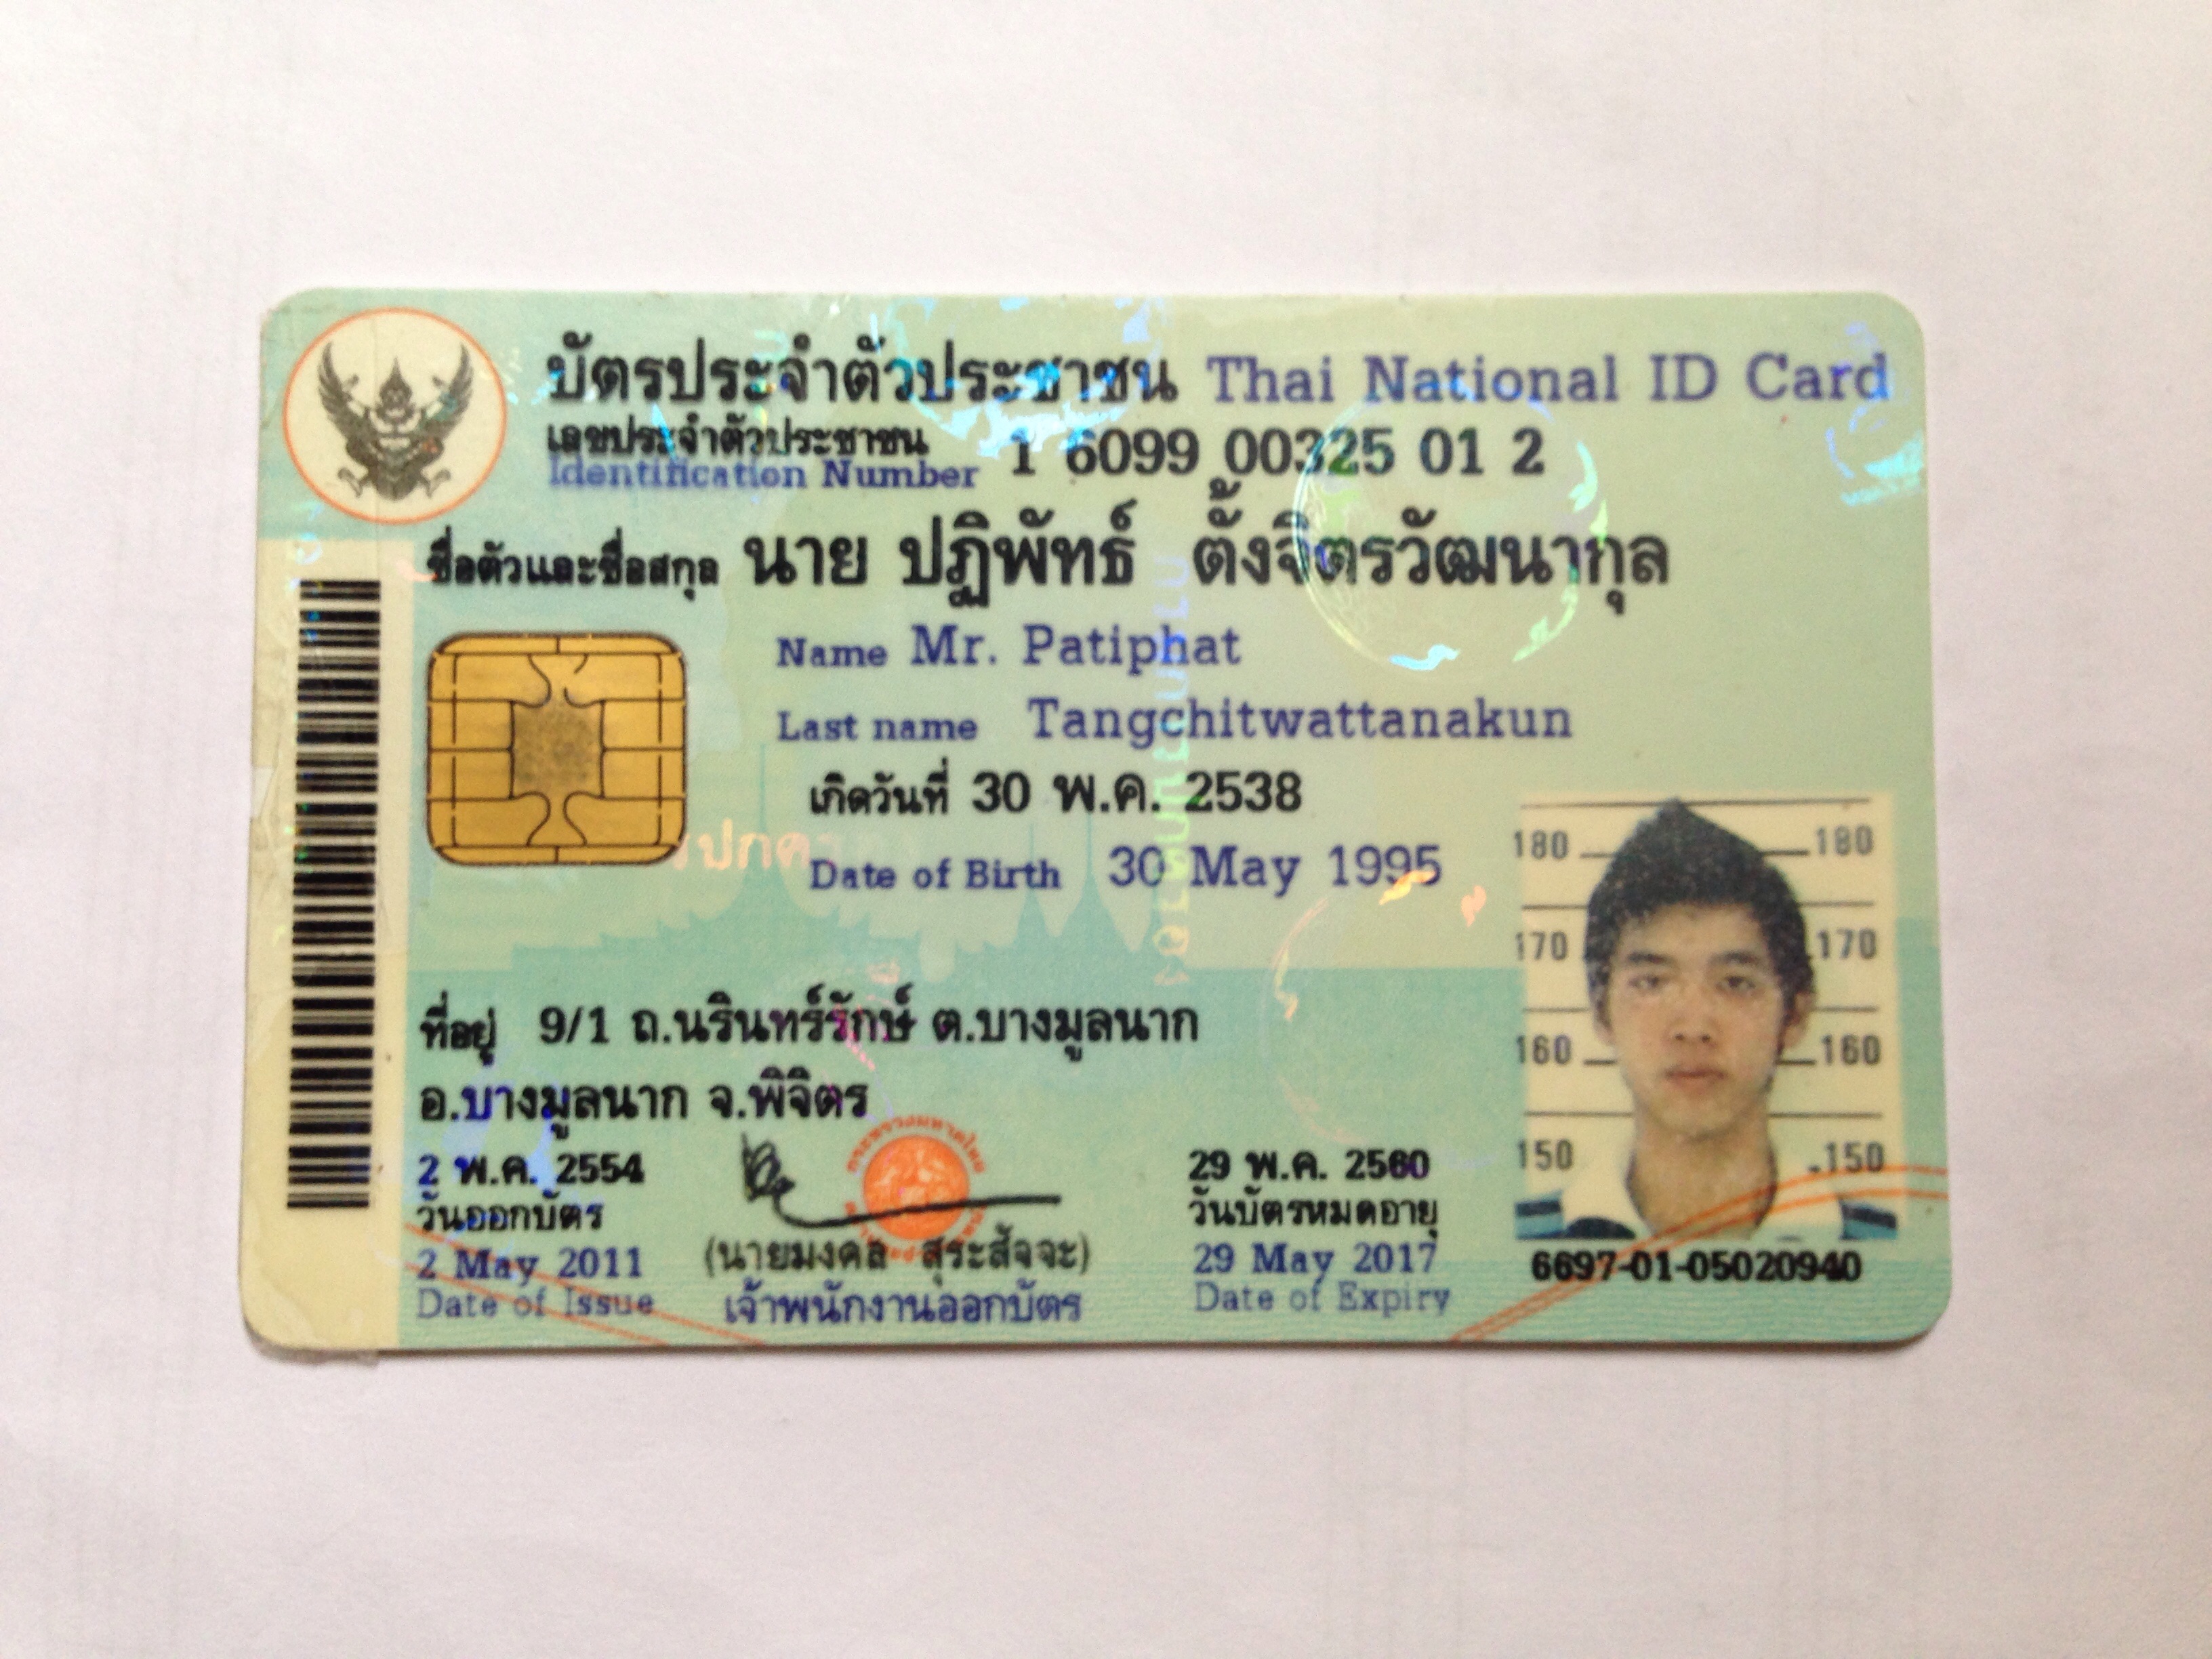 บัตรประจำตัวประชาชน Thai National ID Card
เลขประจำตัวประชาชน
Identification Number 1 6099 00325 01 2
ชื่อตัวและชื่อสกุล นาย ปฏิพัทธ์ ตั้งจิตรวัฒนากุล
Name Mr. Patiphat
Last name Tangchitwattanakun
เกิดวันที่ 30 พ.ค. 2538
Date of Birth 30 May 1995
180 180
170 170
160 160
150 150
ที่อยู่ 9/1 ถ.นรินทร์รักษ์ ต.บางมูลนาก
อ.บางมูลนาก จ.พิจิตร
2 พ.ค. 2554
วันออกบัตร
2 May 2011
Date of Issue
(นายมงคล สุระสัจจะ)
เจ้าพนักงานออกบัตร
29 พ.ค. 2560
วันบัตรหมดอายุ
29 May 2017
Date of Expiry
6697-01-05020940